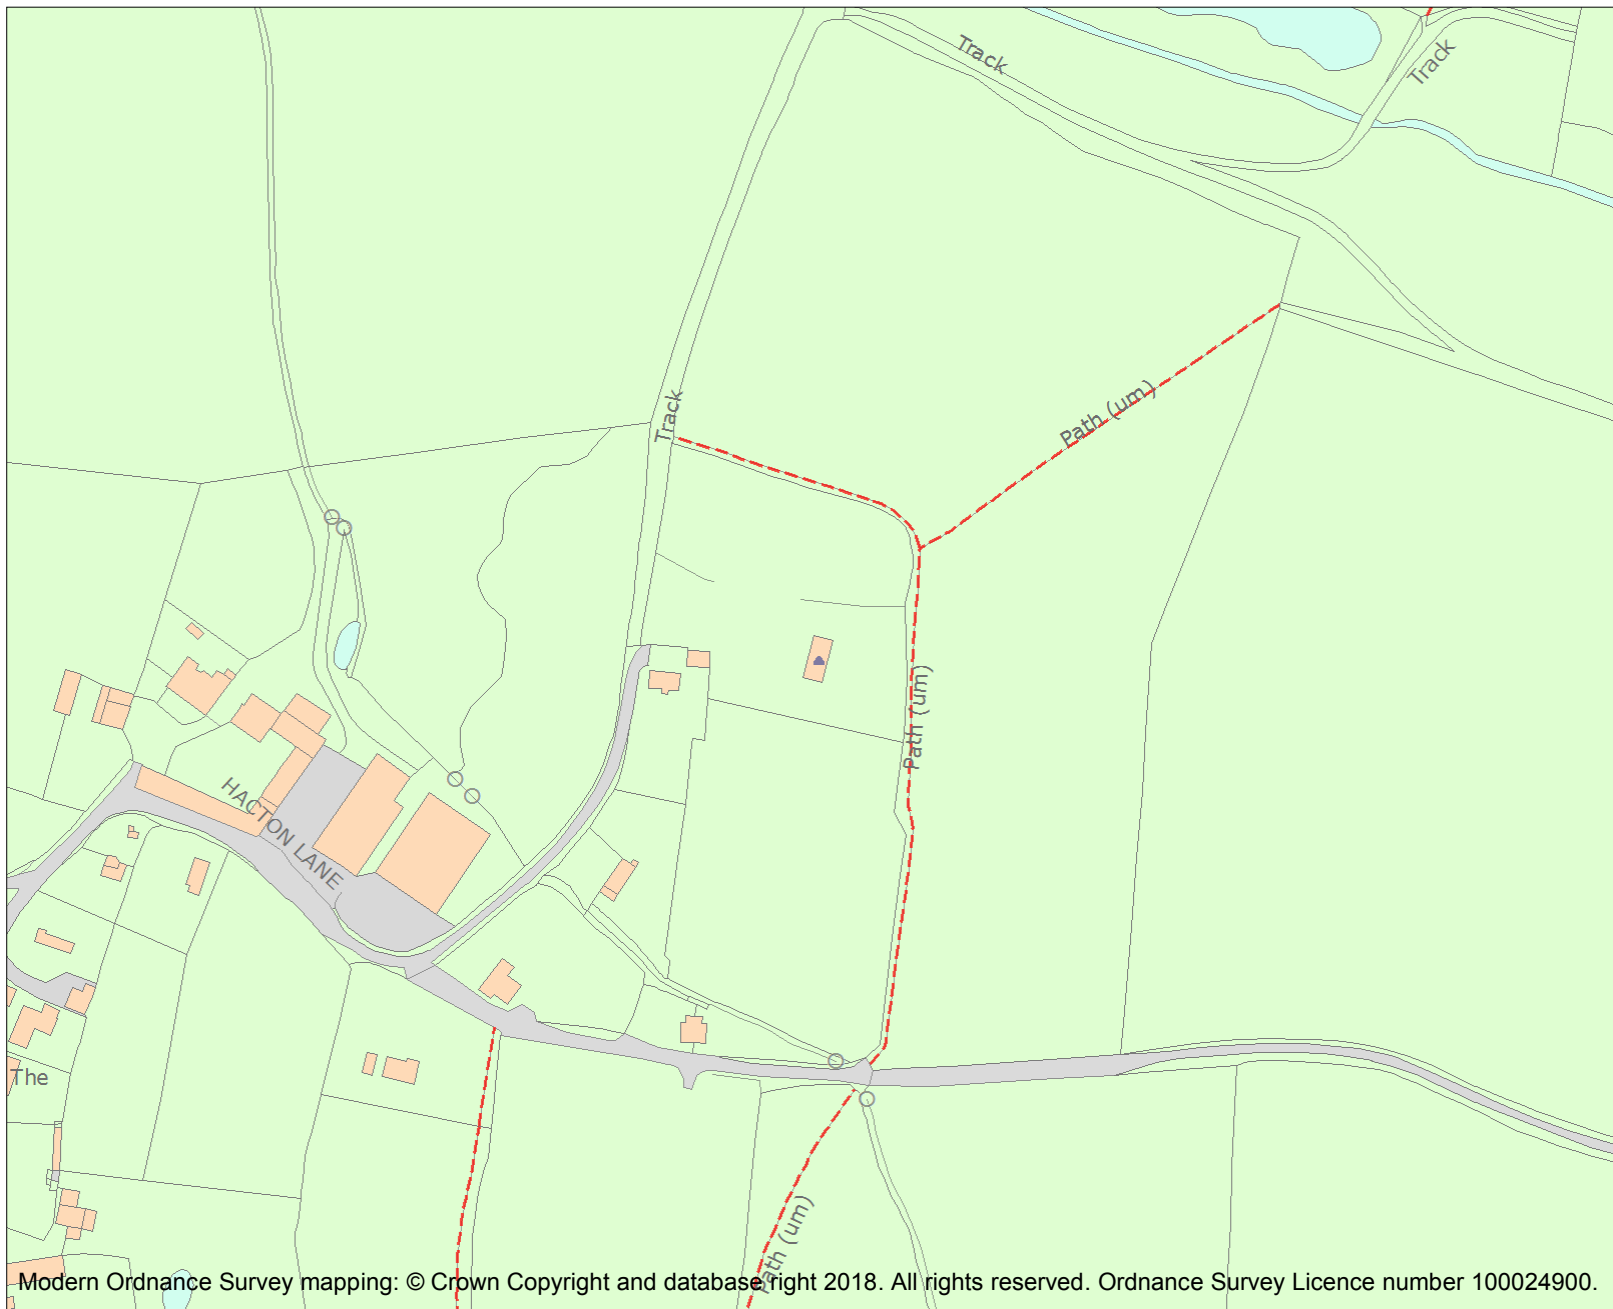 Track
Track
Path (um)
Track
Path (um)
HACTON LANE
The
Path (um)
Modern Ordnance Survey mapping: © Crown Copyright and database right 2018. All rights reserved. Ordnance Survey Licence number 100024900.